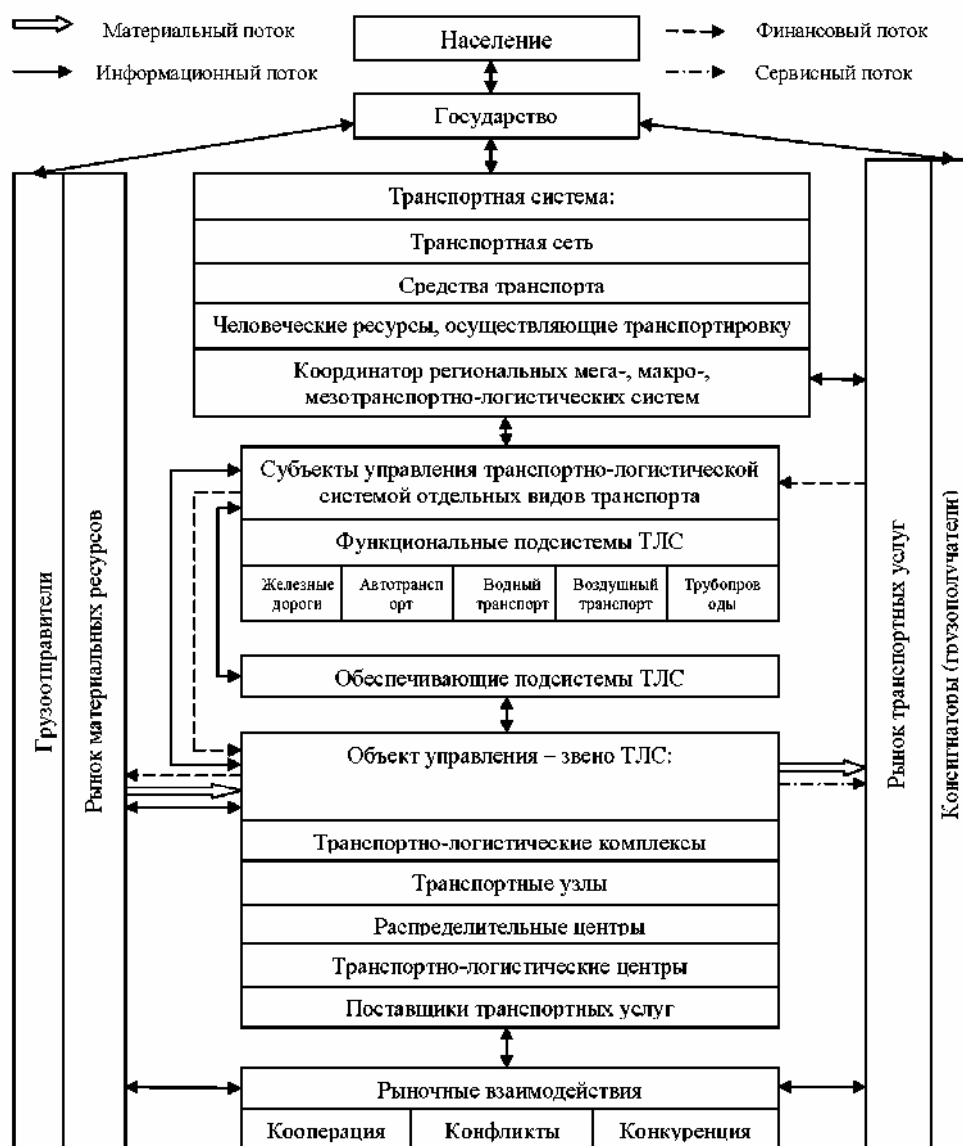 Материальный поток
Информационный поток
Финансовый поток
Сервисный поток
Население
Государство
Транспортная система:
Транспортная сеть
Средства транспорта
Человеческие ресурсы, осуществляющие транспортировку
Координатор региональных мега-, макро-,
мезотранспортно-логистических систем
Субъекты управления транспортно-логистической
системой отдельных видов транспорта
Функциональные подсистемы ТЛС
Железные
дороги
Автотрансп
орт
Водный
транспорт
Воздушный
транспорт
Трубопров
оды
Обеспечивающие подсистемы ТЛС
Объект управления – звено ТЛС:
Транспортно-логистические комплексы
Транспортные узлы
Распределительные центры
Транспортно-логистические центры
Поставщики транспортных услуг
Рыночные взаимодействия
Кооперация
Конфликты
Конкуренция
Грузоотправители
Рынок материальных ресурсов
Рынок транспортных услуг
Консигнаторы (грузополучатели)